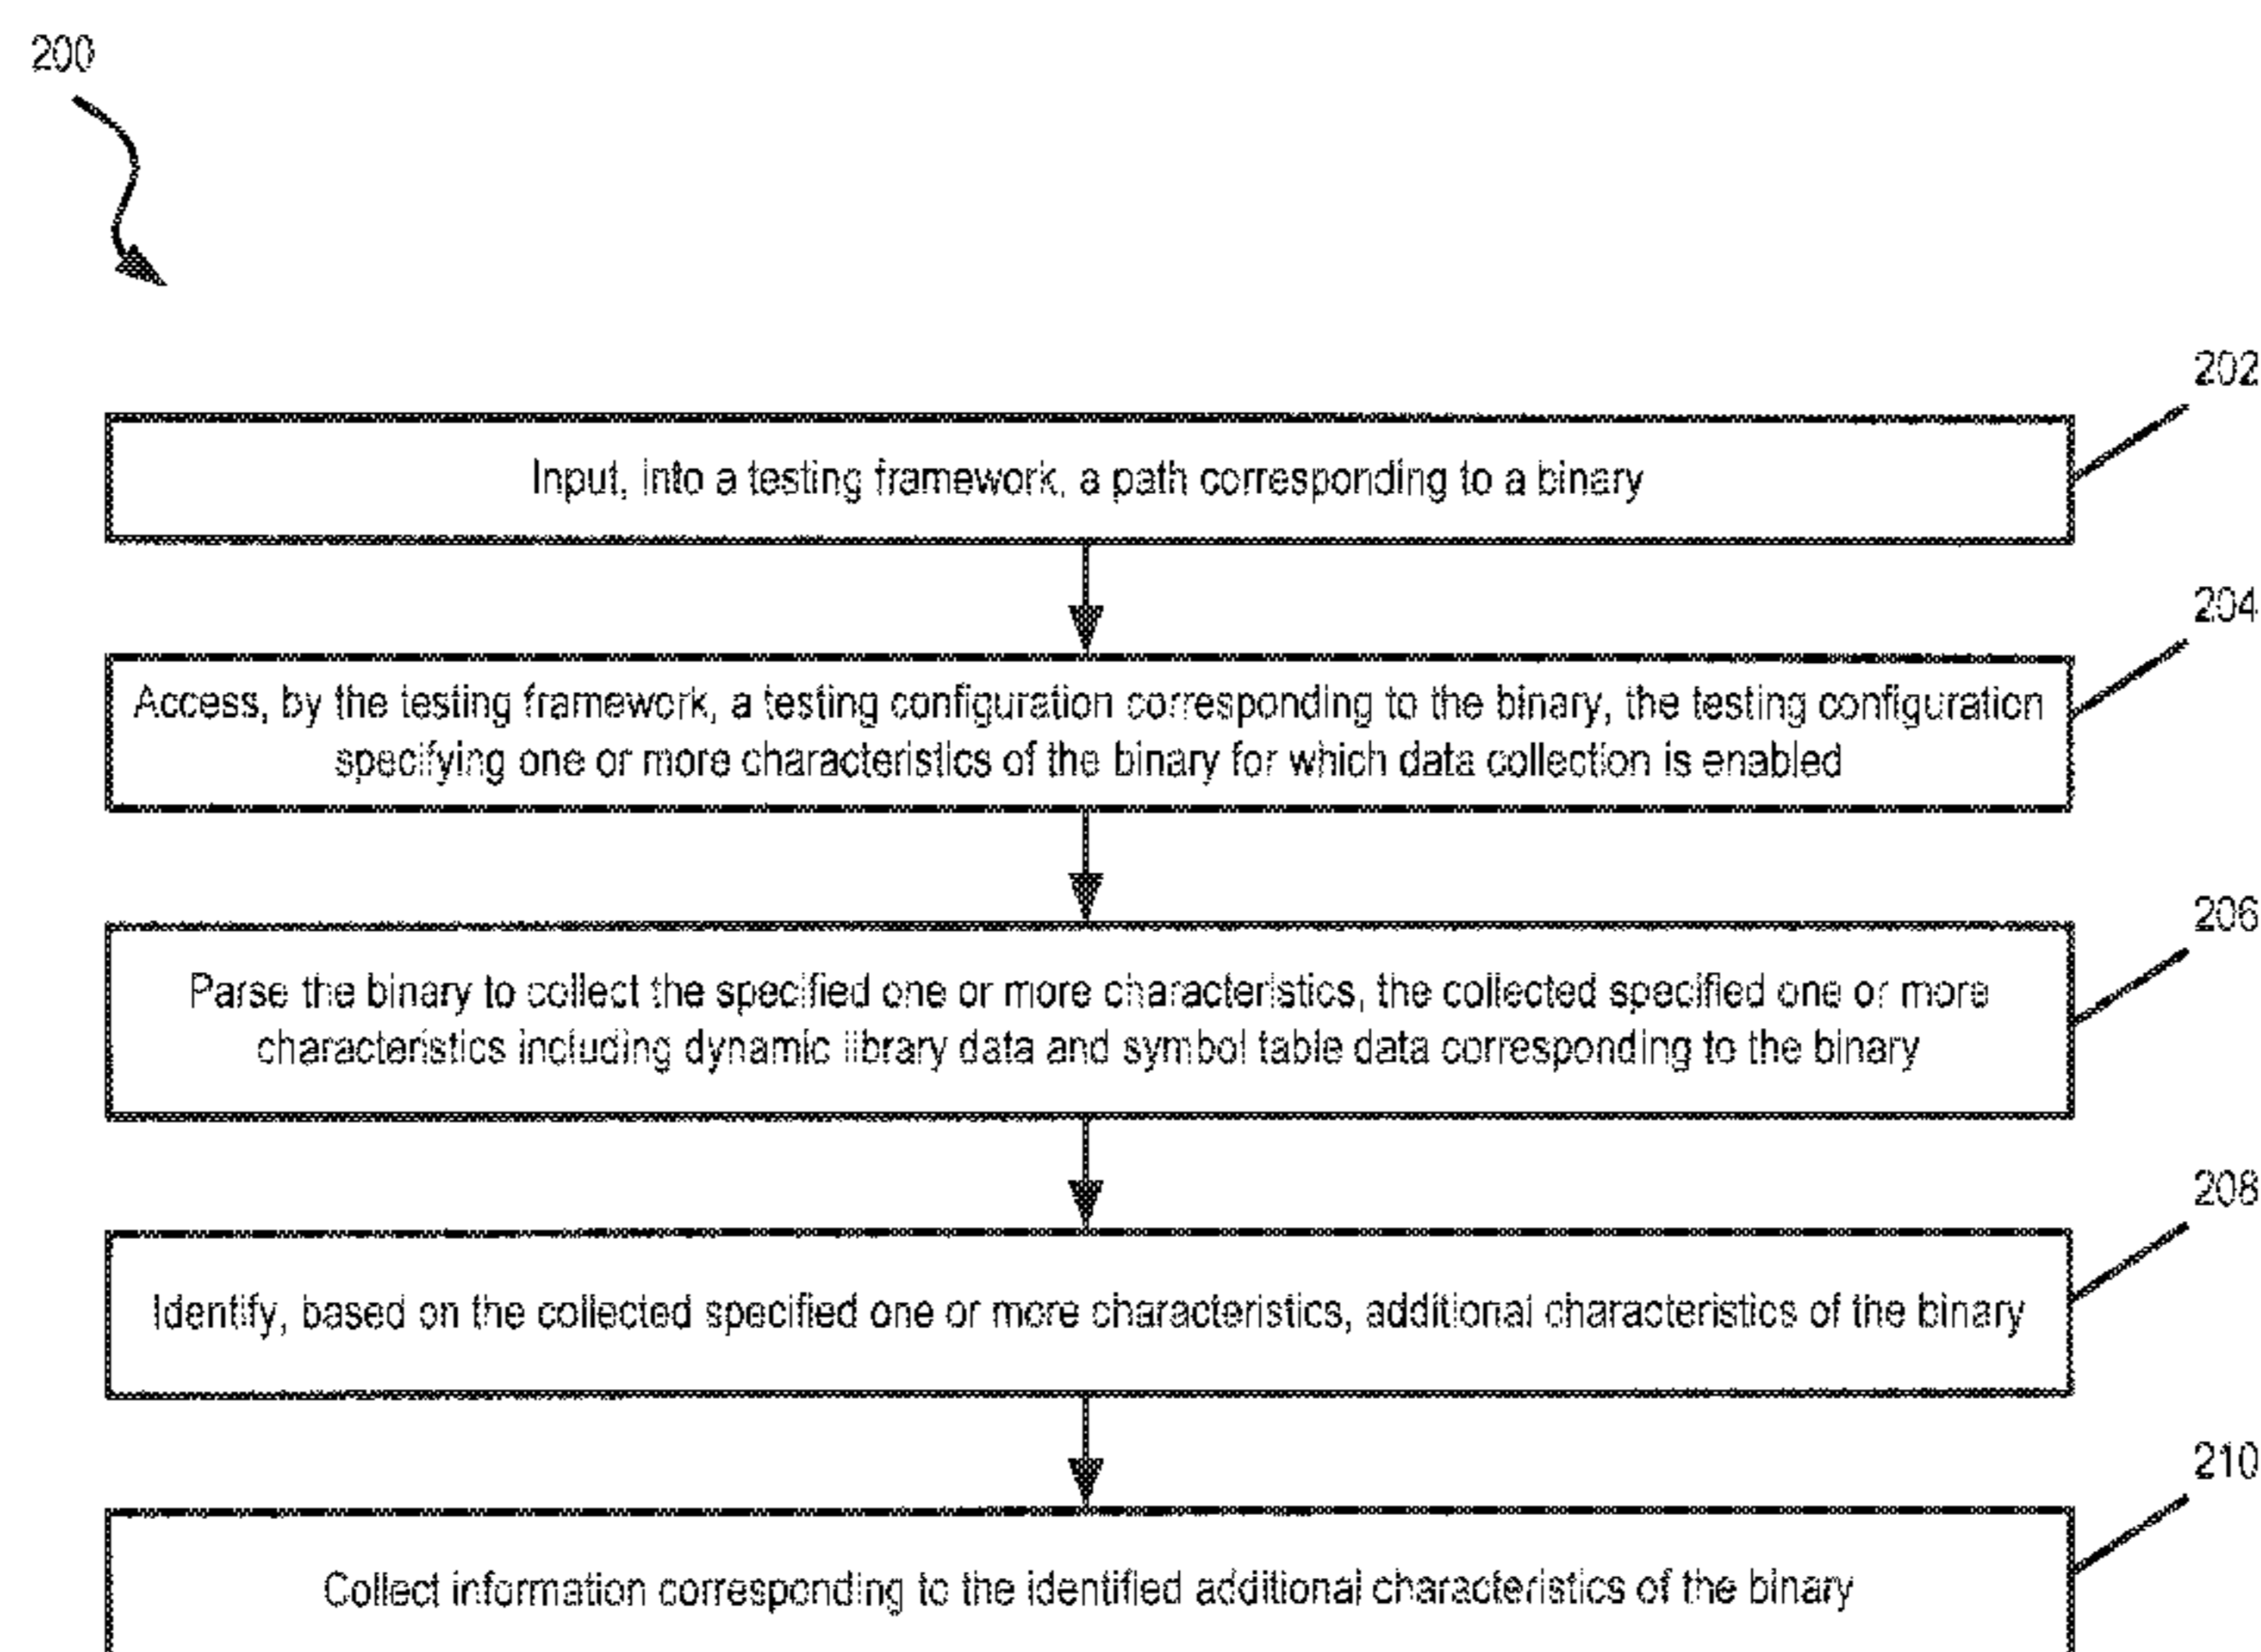 200
202
Input, into a testing framework, a path corresponding to a binary
204
Access, by the testing framework, a testing configuration corresponding to the binary, the testing configuration
specifying one or more characteristics of the binary for which data collection is enabled
206
Parse the binary to collect the specified one or more characteristics, the collected specified one or more
characteristics including dynamic library data and symbol table data corresponding to the binary
208
Identify, based on the collected specified one or more characteristics, additional characteristics of the binary
210
Collect information corresponding to the identified additional characteristics of the binary